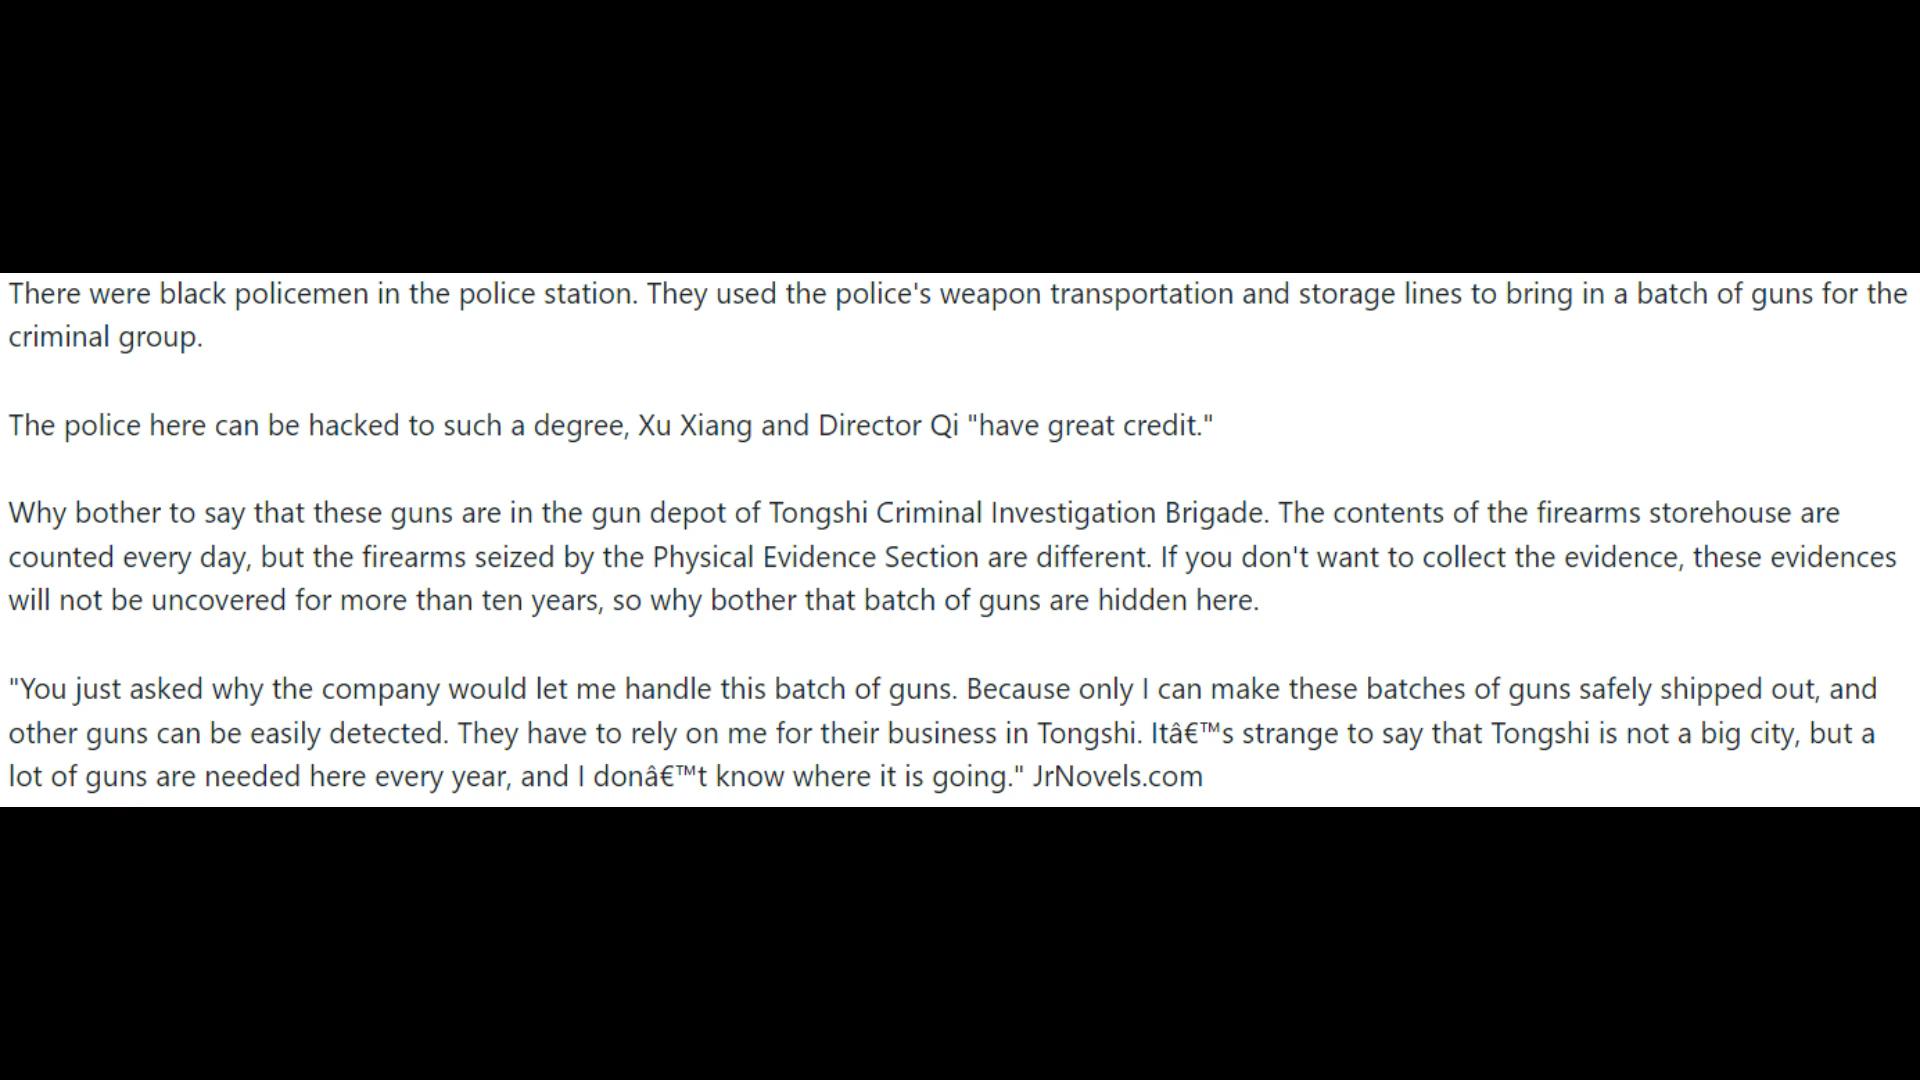 There were black policemen in the police station. They used the police's weapon transportation and storage lines to bring in a batch of guns for the
criminal group.
The police here can be hacked to such a degree, Xu Xiang and Director Qi "have great credit."
Why bother to say that these guns are in the gun depot of Tongshi Criminal Investigation Brigade. The contents of the firearms storehouse are
counted every day, but the firearms seized by the Physical Evidence Section are different. If you don't want to collect the evidence, these evidences
will not be uncovered for more than ten years, so why bother that batch of guns are hidden here.
"You just asked why the company would let me handle this batch of guns. Because only I can make these batches of guns safely shipped out, and
other guns can be easily detected. They have to rely on me for their business in Tongshi. Itâ€™s strange to say that Tongshi is not a big city, but a
lot of guns are needed here every year, and I donâ€™t know where it is going." JrNovels.com